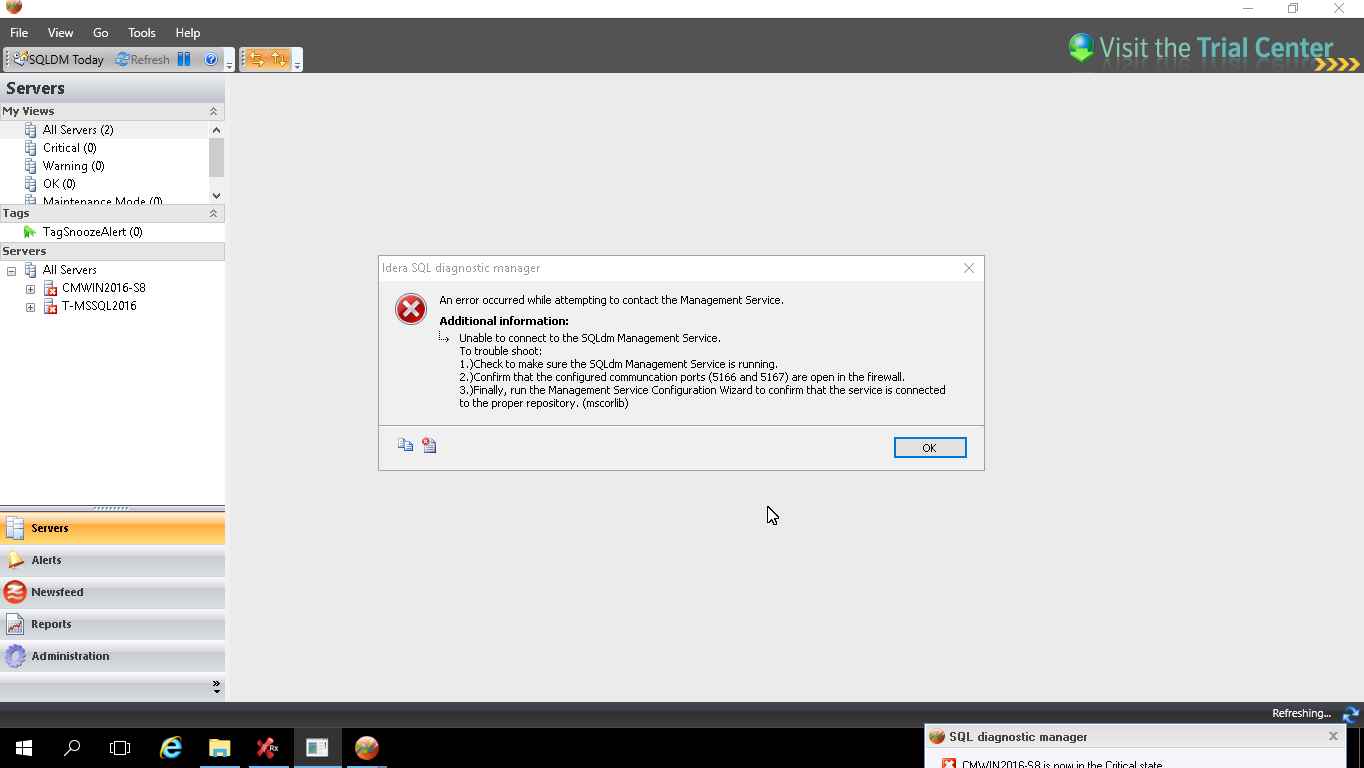 File View Go Tools Help
Visit the Trial Center
SQLDM Today Refresh
Servers
My Views
All Servers (2)
Critical (0)
Warning (0)
OK (0)
Maintenance Mode (0)
Tags
TagSnoozeAlert (0)
Servers
All Servers
CMWIN2016-S8
T-MSSQL2016
Idera SQL diagnostic manager
An error occurred while attempting to contact the Management Service.
Additional information:
Unable to connect to the SQLdm Management Service.
To trouble shoot:
1.)Check to make sure the SQLdm Management Service is running.
2.)Confirm that the configured communcation ports (5166 and 5167) are open in the firewall.
3.)Finally, run the Management Service Configuration Wizard to confirm that the service is connected
to the proper repository. (mscorlib)
OK
Servers
Alerts
Newsfeed
Reports
Administration
Refreshing...
Rx
SQL diagnostic manager
CMWIN2016-S8 is now in the Critical state